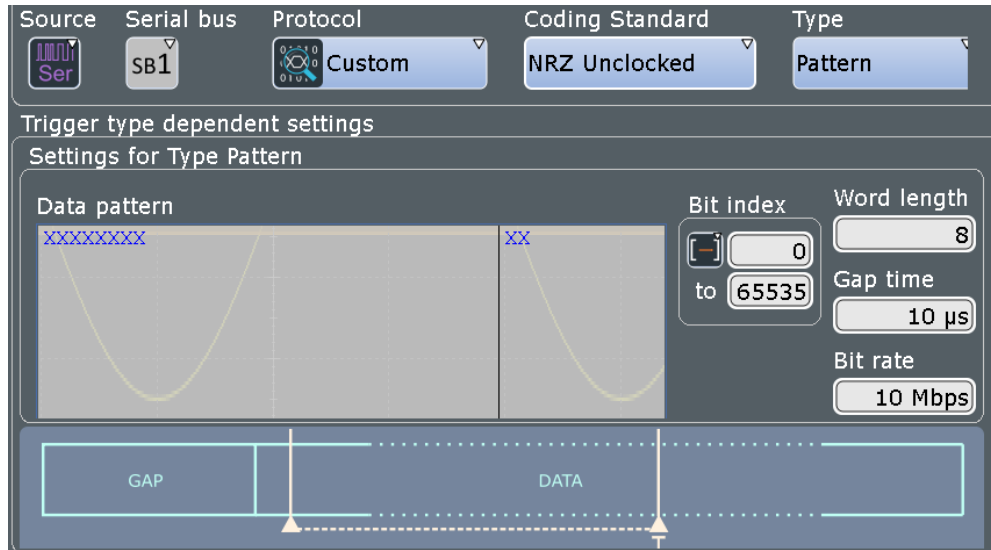 Source Serial bus Protocol Coding Standard Type
Ser SB1 Custom NRZ Unclocked Pattern
Trigger type dependent settings
Settings for Type Pattern
Data pattern
XXXXXXXX XX
Bit index
0
to 65535
Word length
8
Gap time
10 µs
Bit rate
10 Mbps
GAP DATA
T